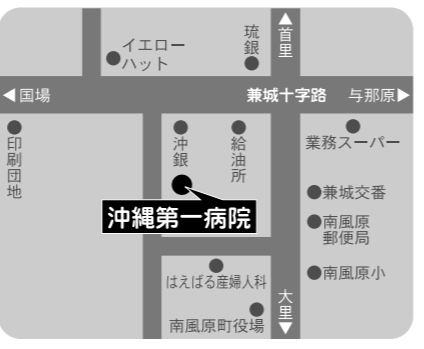 ▲首里
琉銀
イエロー
ハット
◀国場
兼城十字路
与那原▶
印刷団地
沖銀
給油所
業務スーパー
沖縄第一病院
兼城交番
南風原
郵便局
南風原小
はえばる産婦人科
南風原町役場
大里▼